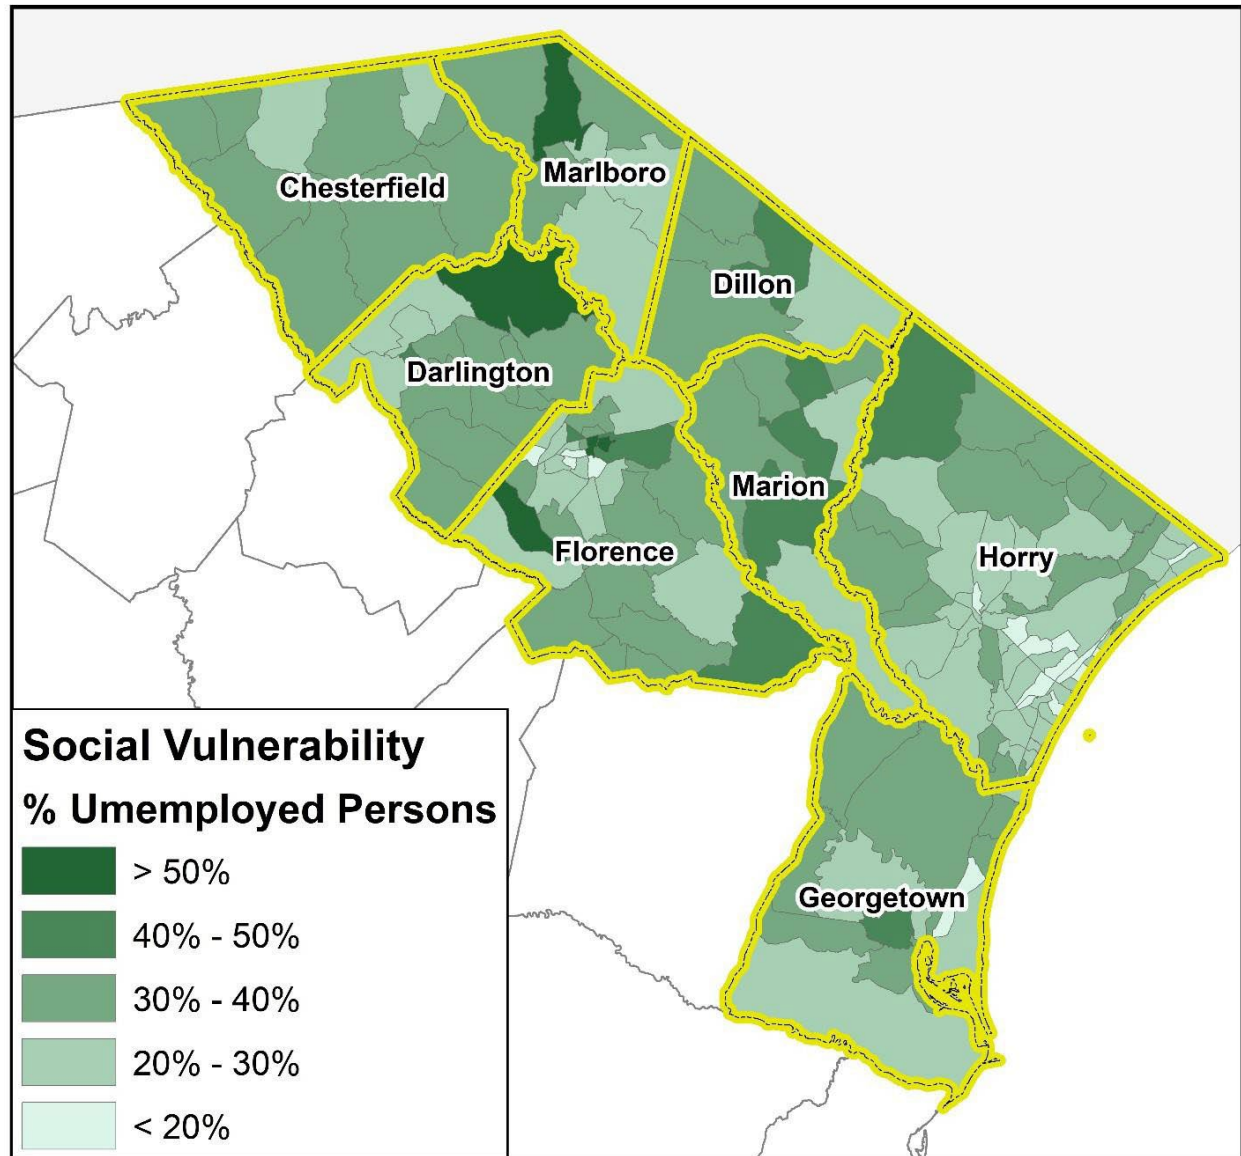 Chesterfield
Marlboro
Dillon
Darlington
Marion
Florence
Horry
Georgetown
Social Vulnerability
% Umemployed Persons
> 50%
40% - 50%
30% - 40%
20% - 30%
< 20%